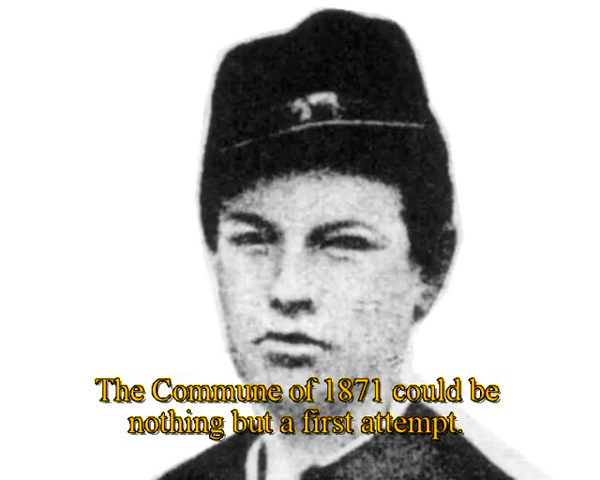 The Commune of 1871 could be
nothing but a first attempt.